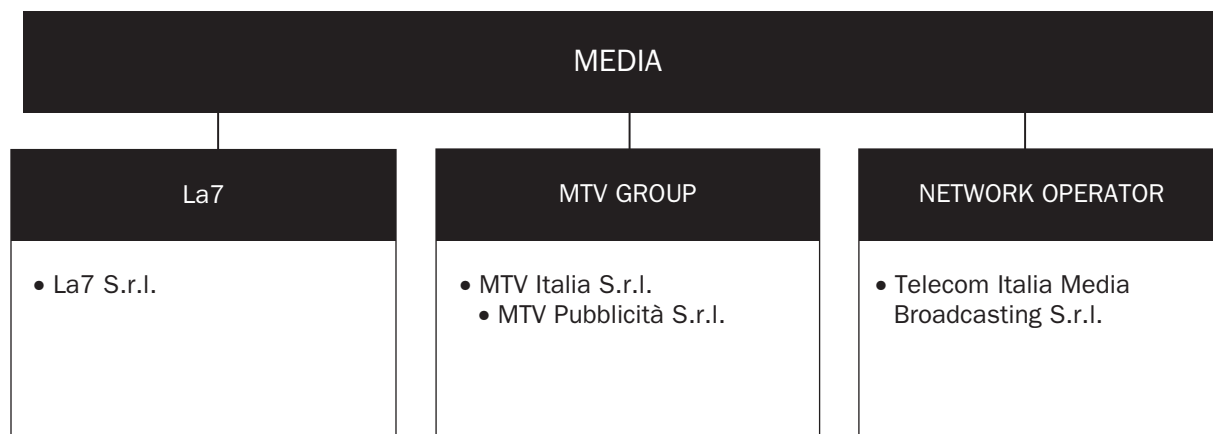 MEDIA
La7
• La7 S.r.l.
MTV GROUP
• MTV Italia S.r.l.
• MTV Pubblicità S.r.l.
NETWORK OPERATOR
• Telecom Italia Media
Broadcasting S.r.l.